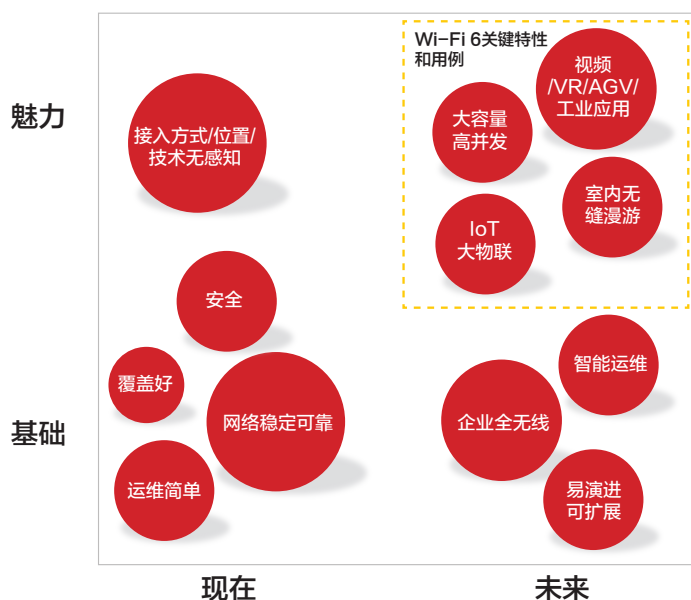 Wi-Fi 6关键特性
和用例
魅力
接入方式/位置/
技术无感知
大容量
高并发
视频
/VR/AGV/
工业应用
IoT
大物联
室内无
缝漫游
基础
安全
覆盖好
网络稳定可靠
运维简单
智能运维
企业全无线
易演进
可扩展
现在
未来